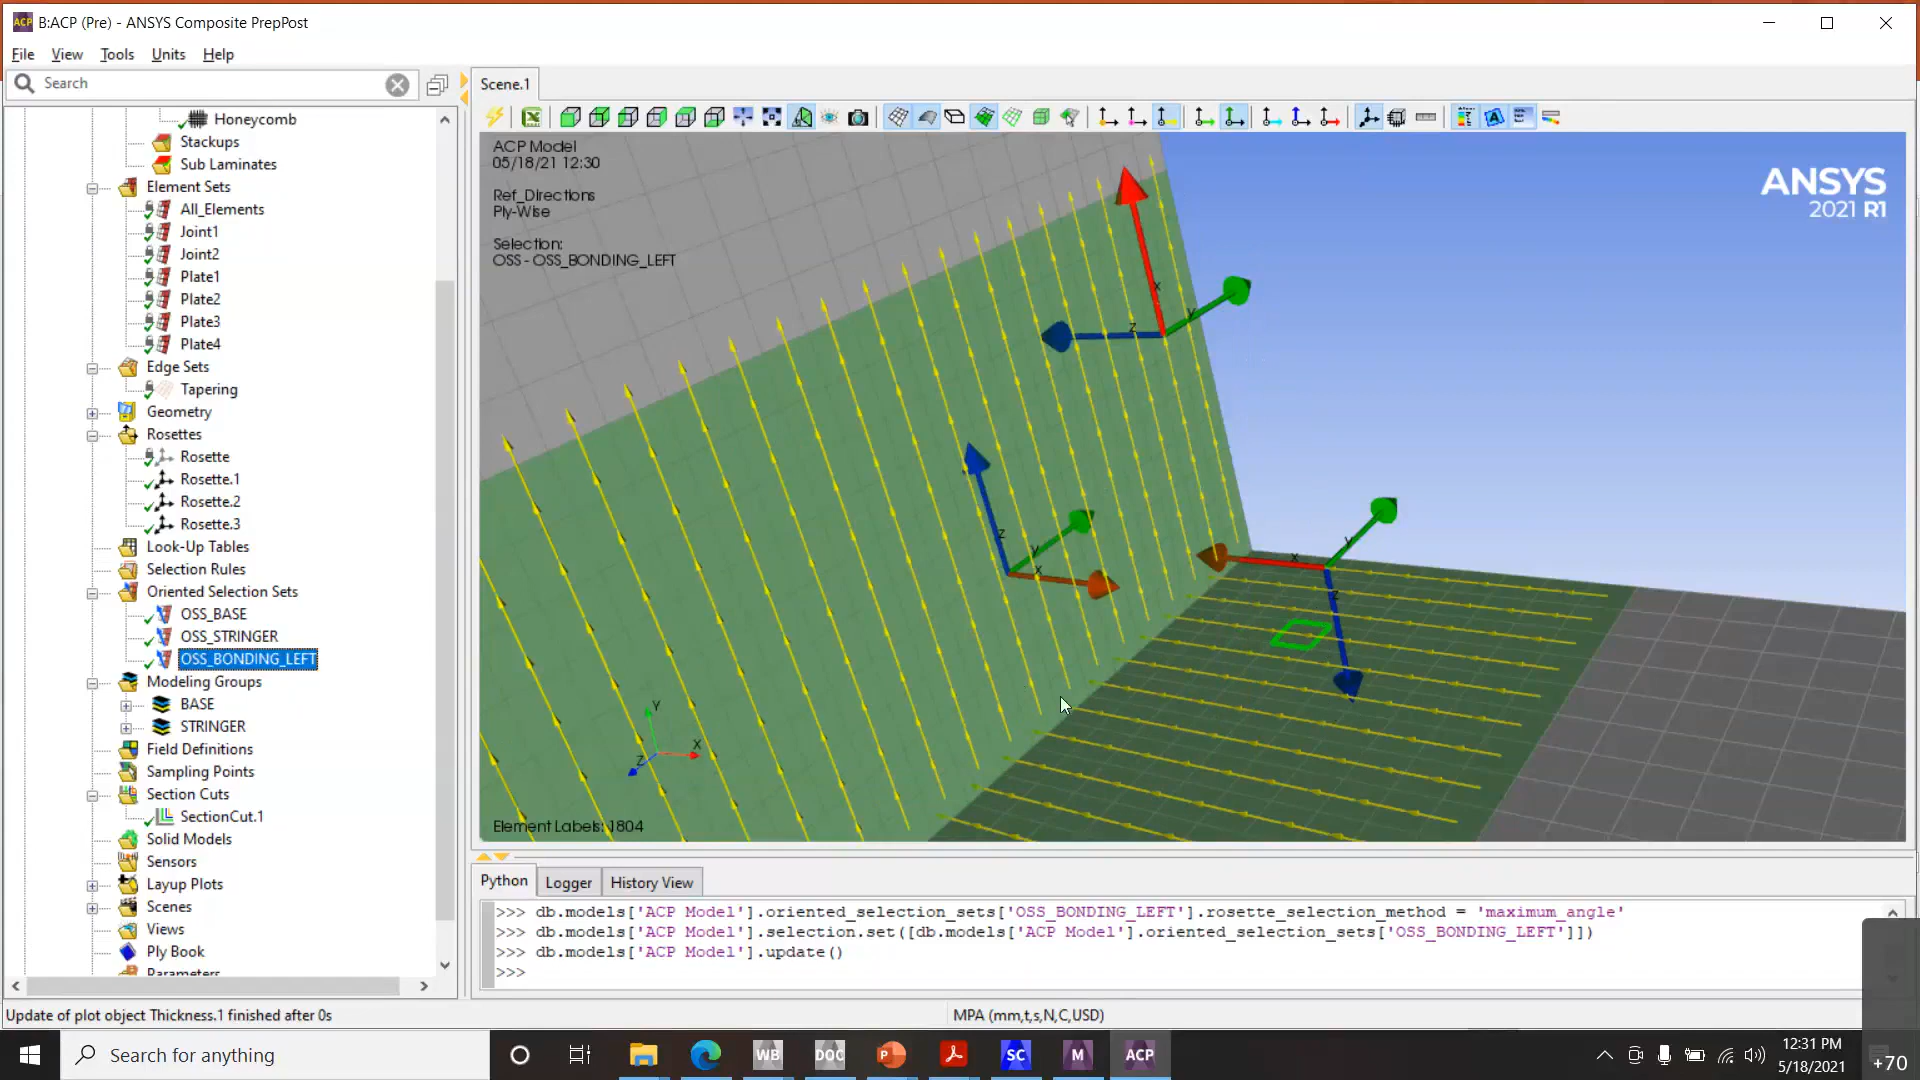 B:ACP (Pre) - ANSYS Composite PrepPost
File View Tools Units Help
Search
Scene.1
Honeycomb
Stackups
Sub Laminates
Element Sets
All_Elements
Joint1
Joint2
Plate1
Plate2
Plate3
Plate4
Edge Sets
Tapering
Geometry
Rosettes
Rosette
Rosette.1
Rosette.2
Rosette.3
Look-Up Tables
Selection Rules
Oriented Selection Sets
OSS_BASE
OSS_STRINGER
OSS_BONDING_LEFT
Modeling Groups
BASE
STRINGER
Field Definitions
Sampling Points
Section Cuts
SectionCut.1
Solid Models
Sensors
Layup Plots
Scenes
Views
Ply Book
Parameters
ACP Model
05/18/21 12:30
Ref_Directions
Ply-Wise
Selection:
OSS - OSS_BONDING_LEFT
ANSYS
2021 R1
x
y
z
z
y
x
x
y
z
Y
X
Z
Element Labels: 1804
Python Logger History View
>>> db.models['ACP Model'].oriented_selection_sets['OSS_BONDING_LEFT'].rosette_selection_method = 'maximum_angle'
>>> db.models['ACP Model'].selection.set([db.models['ACP Model'].oriented_selection_sets['OSS_BONDING_LEFT']])
>>> db.models['ACP Model'].update()
>>>
Update of plot object Thickness.1 finished after 0s
MPA (mm,t,s,N,C,USD)
Search for anything
WB
DOC
P
SC
M
ACP
12:31 PM
5/18/2021
+70